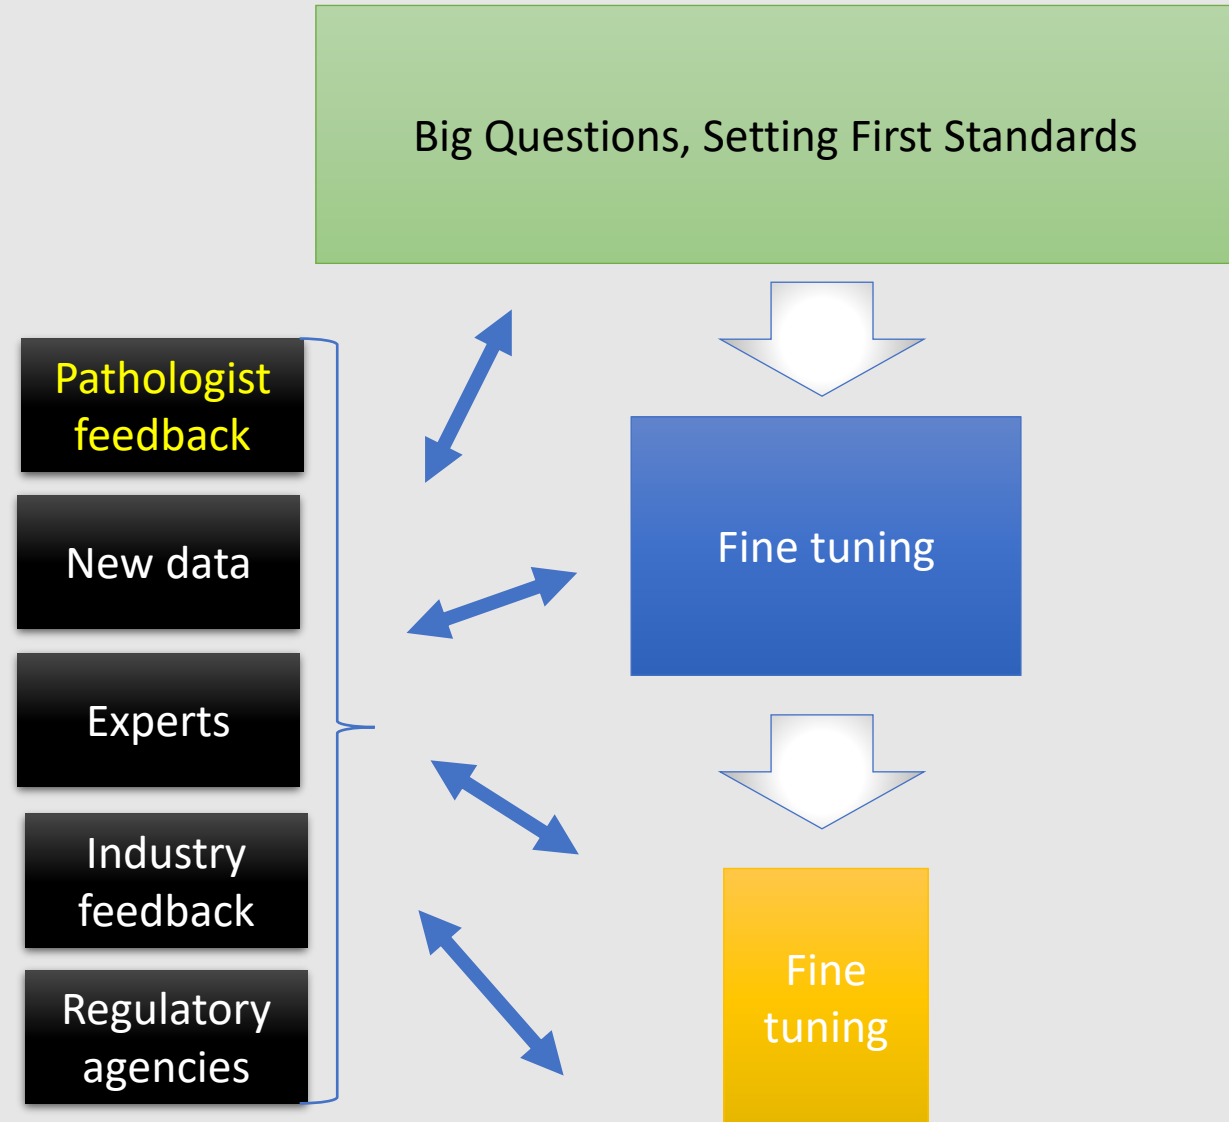 Big Questions, Setting First Standards
Pathologist
feedback
New data
Experts
Industry
feedback
Regulatory
agencies
Fine tuning
Fine
tuning